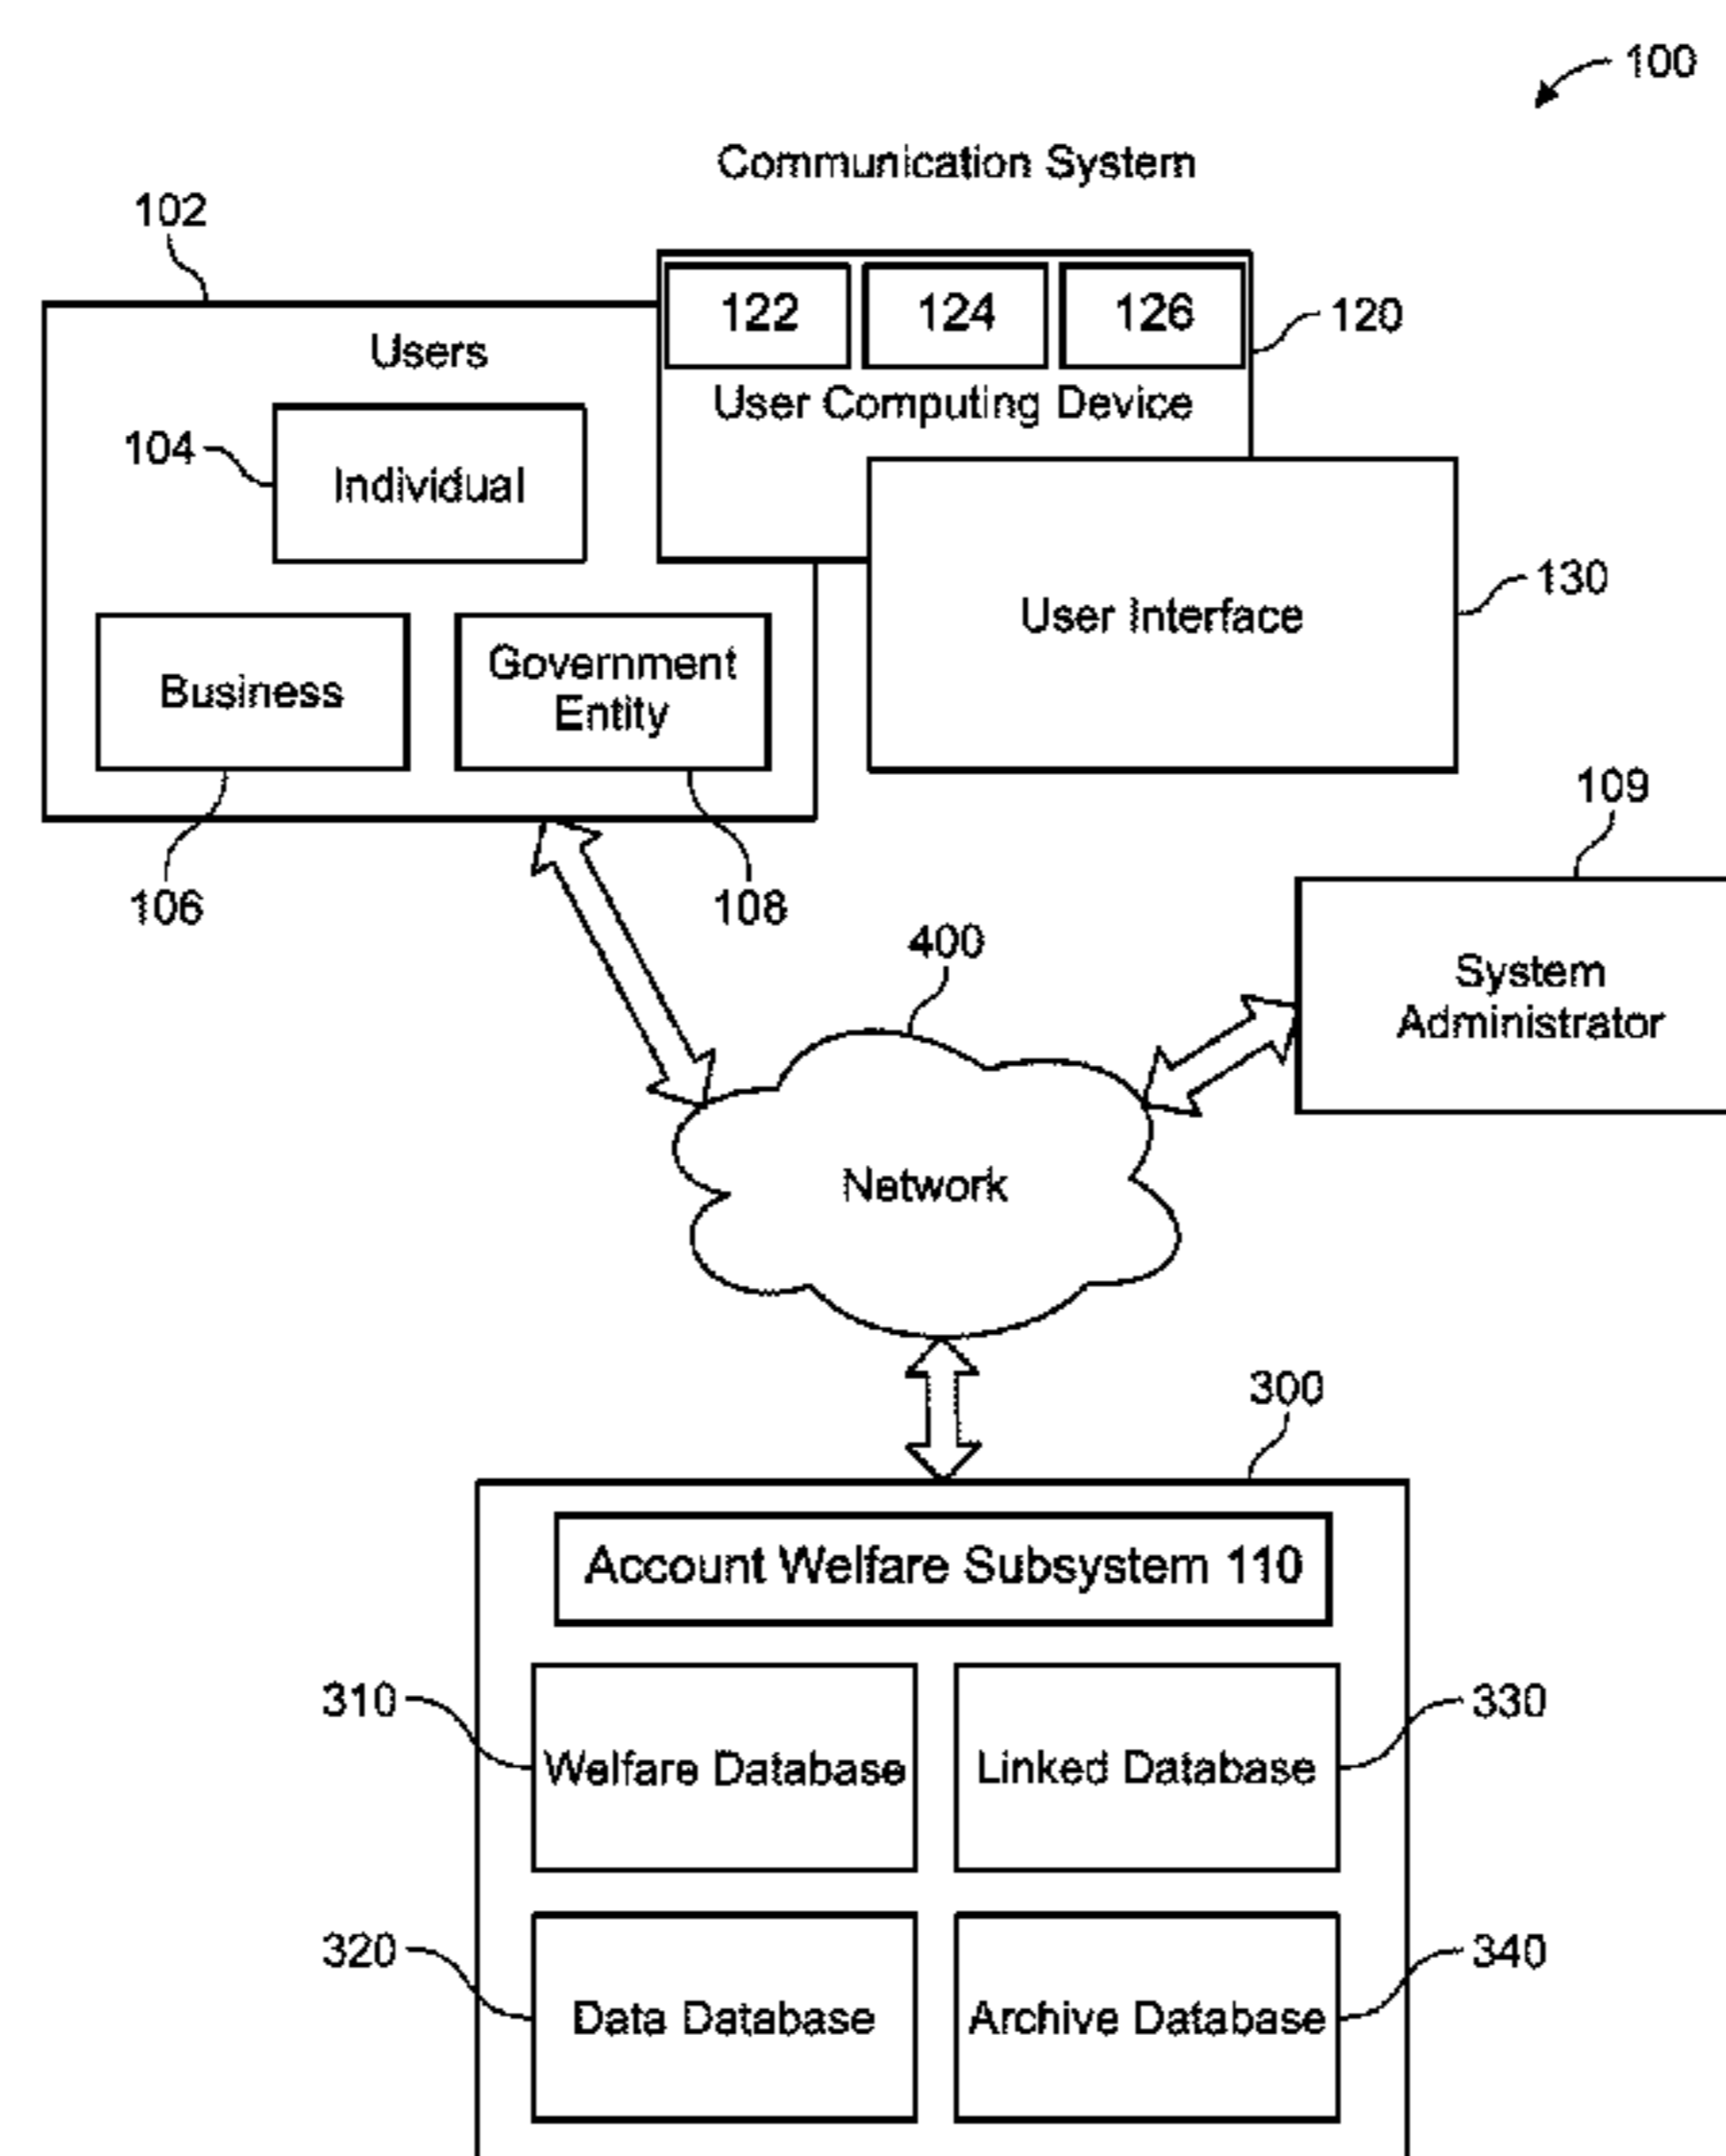 100
Communication System
102
122 124 126
120
Users
User Computing Device
104
Individual
130
User Interface
Business
Government
Entity
109
106
108
400
System
Administrator
Network
300
Account Welfare Subsystem 110
310
330
Welfare Database
Linked Database
320
340
Data Database
Archive Database